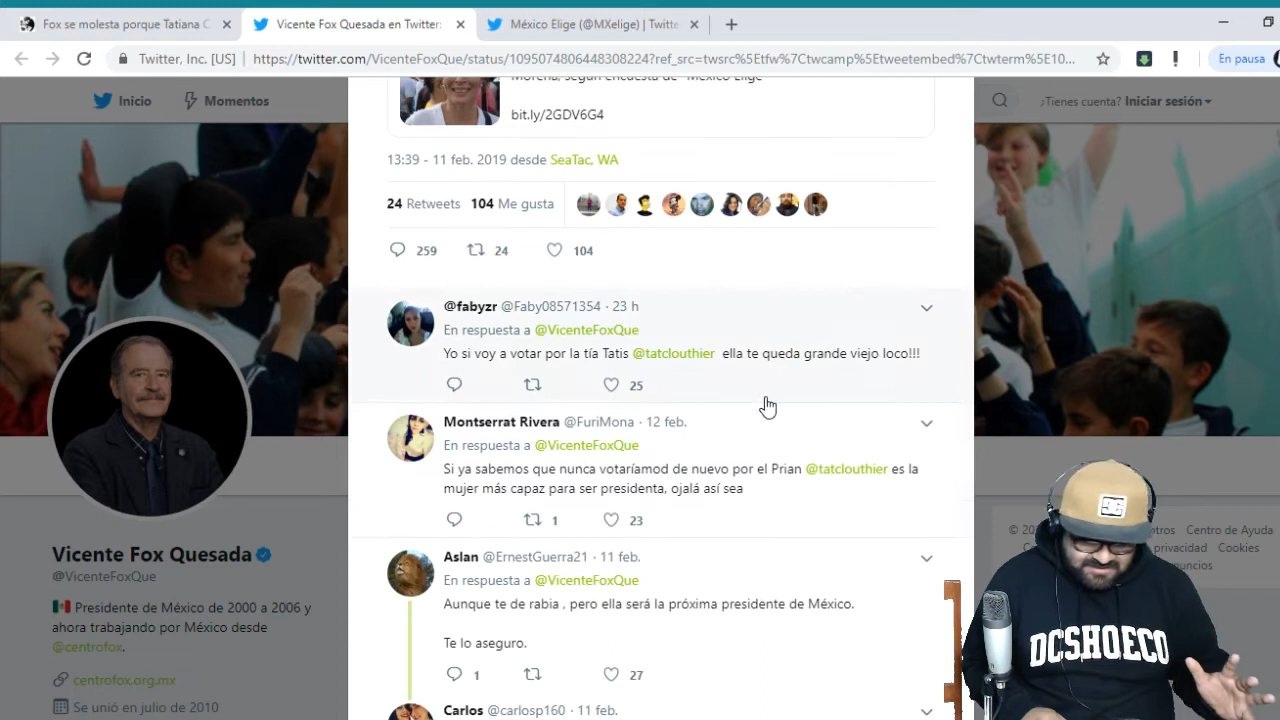 Fox se molesta porque Tatiana C
Vicente Fox Quesada en Twitter:
México Elige (@MXelige) | Twitte
Twitter, Inc. [US]
https://twitter.com/VicenteFoxQue/status/1095074806448308224?ref_src=twsrc%5Etfw%7Ctwcamp%5Etweetembed%7Ctwterm%5E10...
En pausa
Inicio
Momentos
¿Tienes cuenta? Iniciar sesión
Morena, según encuesta de "México Elige"
bit.ly/2GDV6G4
13:39 - 11 feb. 2019 desde SeaTac, WA
24 Retweets 104 Me gusta
259 24 104
@fabyzr @Faby08571354 · 23 h
En respuesta a @VicenteFoxQue
Yo si voy a votar por la tía Tatis @tatclouthier ella te queda grande viejo loco!!!
25
Montserrat Rivera @FuriMona · 12 feb.
En respuesta a @VicenteFoxQue
Si ya sabemos que nunca votaríamod de nuevo por el Prian @tatclouthier es la
mujer más capaz para ser presidenta, ojalá así sea
1 23
Aslan @ErnestGuerra21 · 11 feb.
En respuesta a @VicenteFoxQue
Aunque te de rabia , pero ella será la próxima presidente de México.
Te lo aseguro.
1 27
Carlos @carlosp160 · 11 feb.
Vicente Fox Quesada
@VicenteFoxQue
Presidente de México de 2000 a 2006 y
ahora trabajando por México desde
@centrofox.
centrofox.org.mx
Se unió en julio de 2010
Centro de Ayuda
privacidad Cookies
DCSHOECO